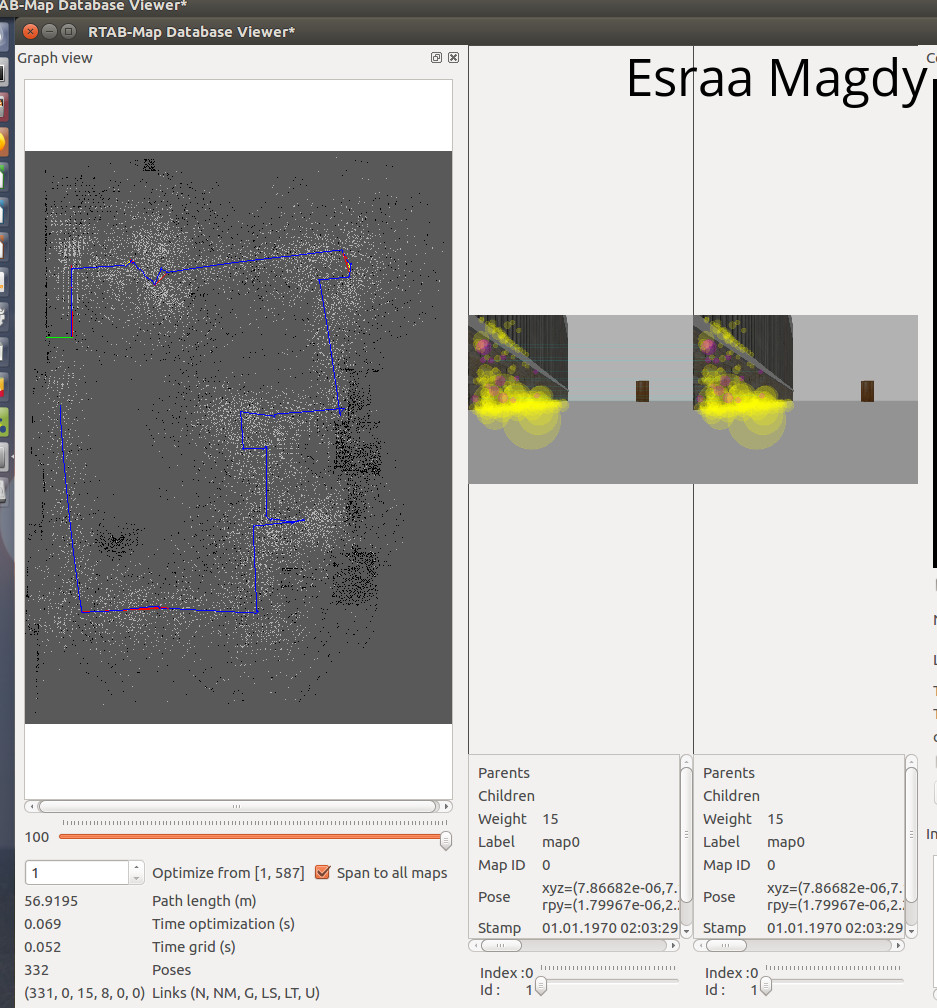 AB-Map Database Viewer*
RTAB-Map Database Viewer*
Graph view
Esraa Magdy
100
1
Optimize from [1, 587]
Span to all maps
56.9195 Path length (m)
0.069 Time optimization (s)
0.052 Time grid (s)
332 Poses
(331, 0, 15, 8, 0, 0) Links (N, NM, G, LS, LT, U)
Parents
Children
Weight 15
Label map0
Map ID 0
Pose xyz=(7.86682e-06,7.
rpy=(1.79967e-06,2.
Stamp 01.01.1970 02:03:29
Index :0
Id : 1
Parents
Children
Weight 15
Label map0
Map ID 0
Pose xyz=(7.86682e-06,7.
rpy=(1.79967e-06,2.
Stamp 01.01.1970 02:03:29
Index :0
Id : 1